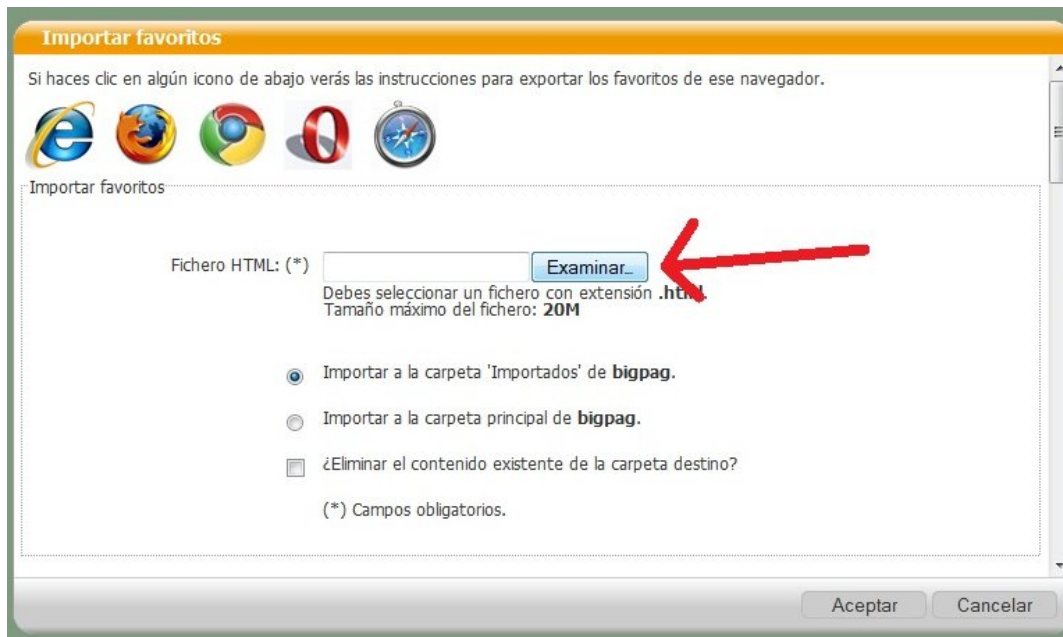 Importar favoritos
Si haces clic en algún icono de abajo verás las instrucciones para exportar los favoritos de ese navegador.
Importar favoritos
Fichero HTML: (*)
Examinar...
Debes seleccionar un fichero con extensión .html.
Tamaño máximo del fichero: 20M
Importar a la carpeta 'Importados' de bigpag.
Importar a la carpeta principal de bigpag.
¿Eliminar el contenido existente de la carpeta destino?
(*) Campos obligatorios.
Aceptar Cancelar